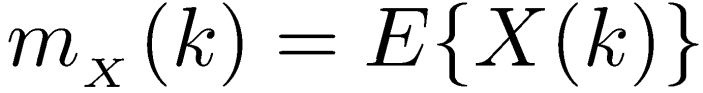 m_X(k) = E{X(k)}